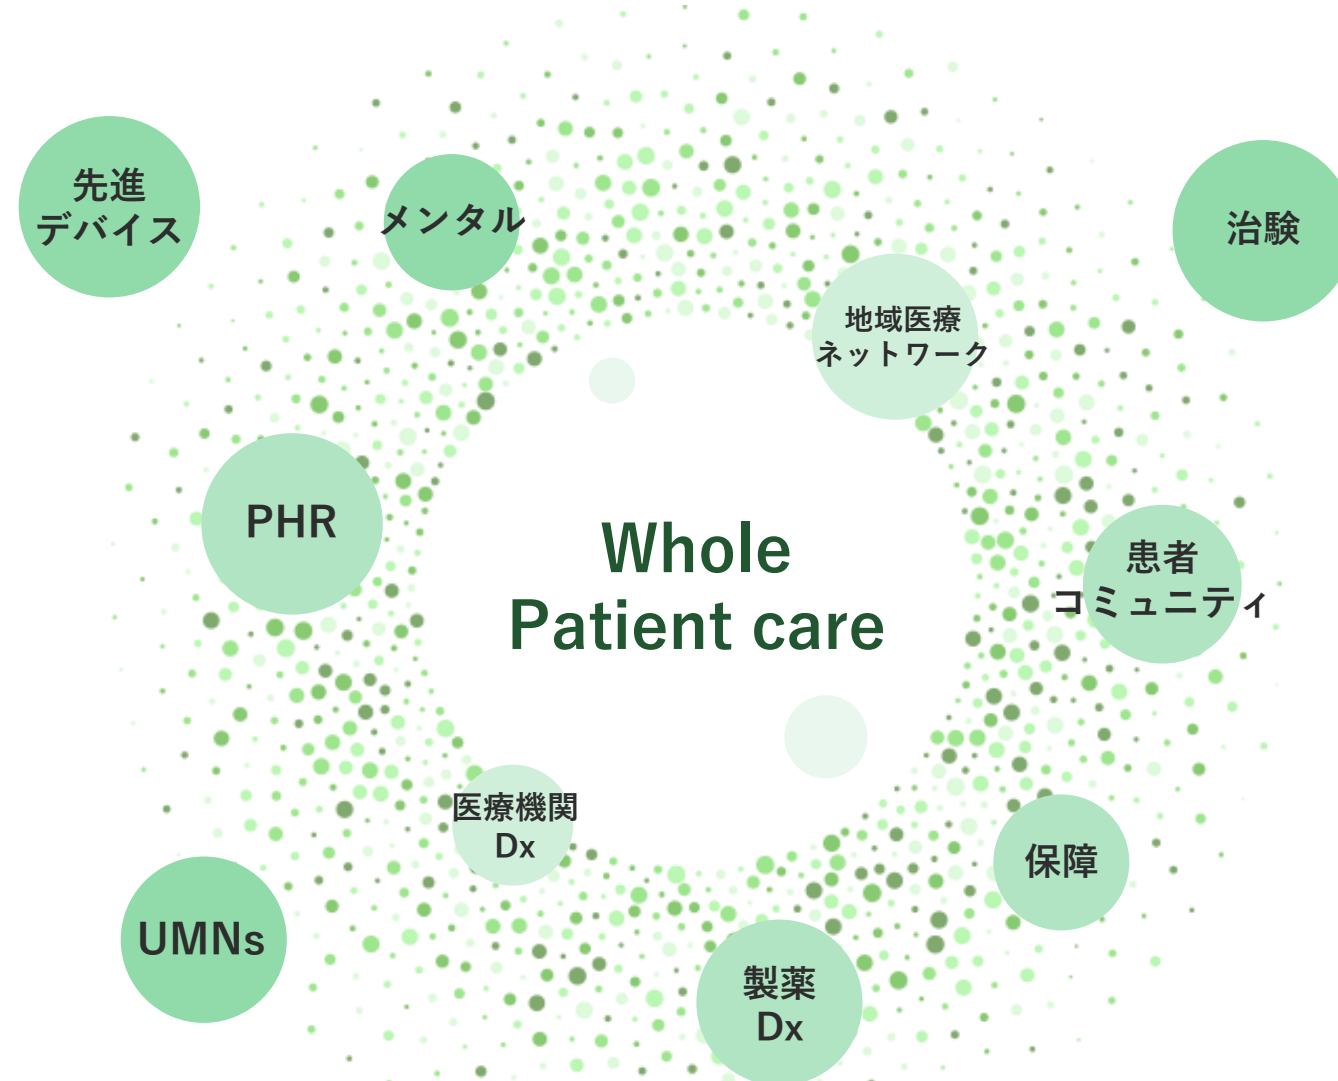 先進
デバイス
メンタル
治験
地域医療
ネットワーク
PHR
Whole
Patient care
患者
コミュニティ
医療機関
Dx
保障
UMNs
製薬
Dx